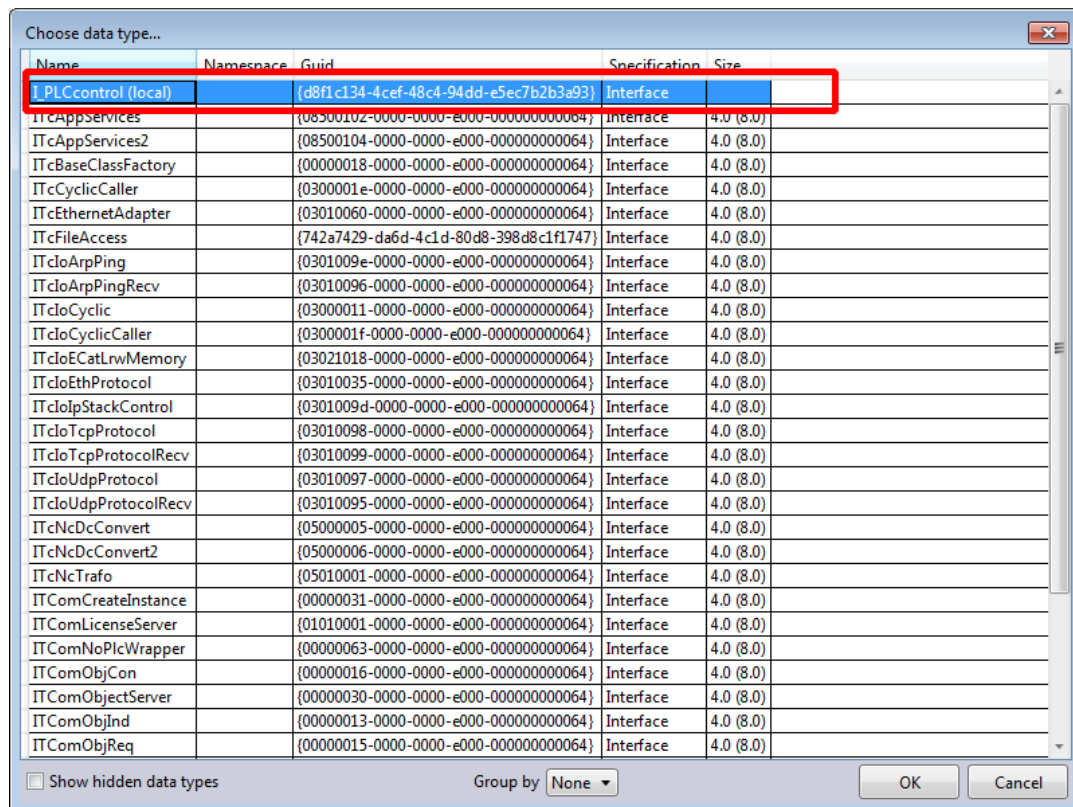 Choose data type...
Name Namespace Guid Specification Size
I_PLCcontrol (local) {d8f1c134-4cef-48c4-94dd-e5ec7b2b3a93} Interface
ITcAppServices {08500102-0000-0000-e000-000000000064} Interface 4.0 (8.0)
ITcAppServices2 {08500104-0000-0000-e000-000000000064} Interface 4.0 (8.0)
ITcBaseClassFactory {00000018-0000-0000-e000-000000000064} Interface 4.0 (8.0)
ITcCyclicCaller {0300001e-0000-0000-e000-000000000064} Interface 4.0 (8.0)
ITcEthernetAdapter {03010060-0000-0000-e000-000000000064} Interface 4.0 (8.0)
ITcFileAccess {742a7429-da6d-4c1d-80d8-398d8c1f1747} Interface 4.0 (8.0)
ITcIoArpPing {0301009e-0000-0000-e000-000000000064} Interface 4.0 (8.0)
ITcIoArpPingRecv {03010096-0000-0000-e000-000000000064} Interface 4.0 (8.0)
ITcIoCyclic {03000011-0000-0000-e000-000000000064} Interface 4.0 (8.0)
ITcIoCyclicCaller {0300001f-0000-0000-e000-000000000064} Interface 4.0 (8.0)
ITcIoECatLrwMemory {03021018-0000-0000-e000-000000000064} Interface 4.0 (8.0)
ITcIoEthProtocol {03010035-0000-0000-e000-000000000064} Interface 4.0 (8.0)
ITcIoIpStackControl {0301009d-0000-0000-e000-000000000064} Interface 4.0 (8.0)
ITcIoTcpProtocol {03010098-0000-0000-e000-000000000064} Interface 4.0 (8.0)
ITcIoTcpProtocolRecv {03010099-0000-0000-e000-000000000064} Interface 4.0 (8.0)
ITcIoUdpProtocol {03010097-0000-0000-e000-000000000064} Interface 4.0 (8.0)
ITcIoUdpProtocolRecv {03010095-0000-0000-e000-000000000064} Interface 4.0 (8.0)
ITcNcDcConvert {05000005-0000-0000-e000-000000000064} Interface 4.0 (8.0)
ITcNcDcConvert2 {05000006-0000-0000-e000-000000000064} Interface 4.0 (8.0)
ITcNcTrafo {05010001-0000-0000-e000-000000000064} Interface 4.0 (8.0)
ITComCreateInstance {00000031-0000-0000-e000-000000000064} Interface 4.0 (8.0)
ITComLicenseServer {01010001-0000-0000-e000-000000000064} Interface 4.0 (8.0)
ITComNoPlcWrapper {00000063-0000-0000-e000-000000000064} Interface 4.0 (8.0)
ITComObjCon {00000016-0000-0000-e000-000000000064} Interface 4.0 (8.0)
ITComObjectServer {00000030-0000-0000-e000-000000000064} Interface 4.0 (8.0)
ITComObjInd {00000013-0000-0000-e000-000000000064} Interface 4.0 (8.0)
ITComObjReq {00000015-0000-0000-e000-000000000064} Interface 4.0 (8.0)
Show hidden data types Group by None OK Cancel